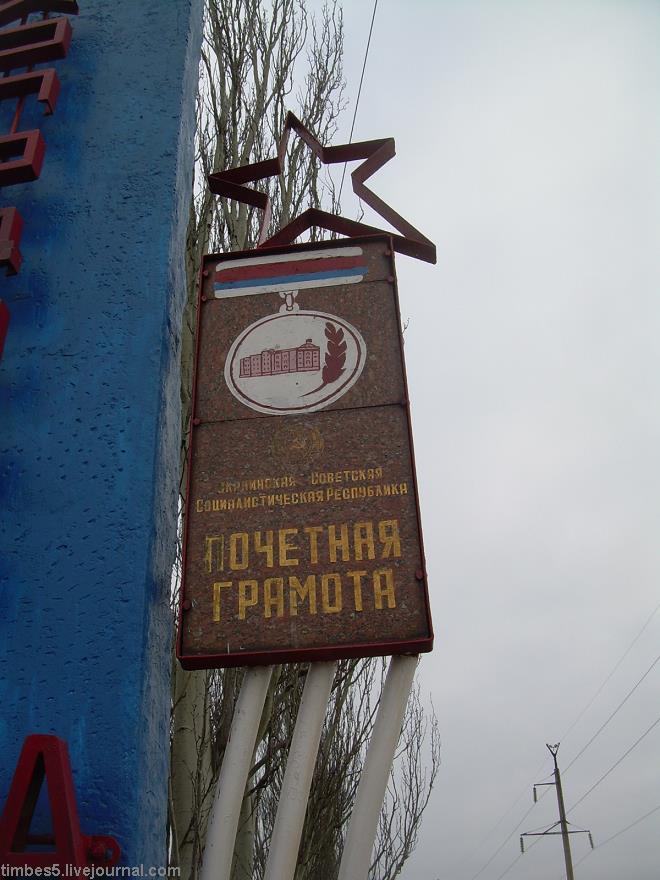 Украинская Советская
Социалистическая Республика
ПОЧЕТНАЯ
ГРАМОТА
timbes5.livejournal.com